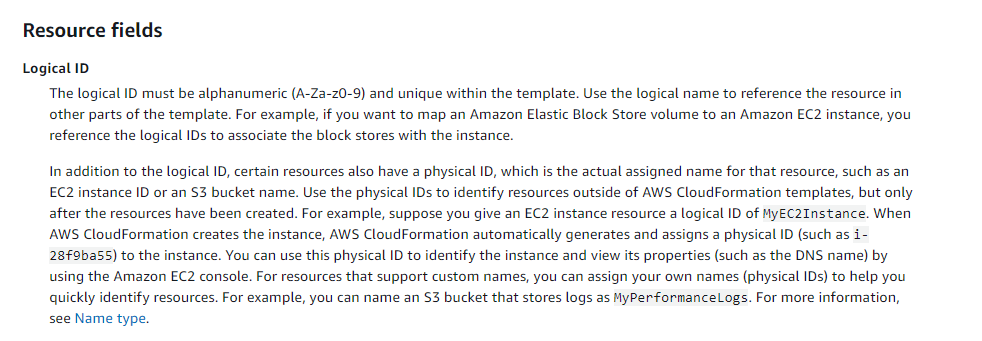 Resource fields
Logical ID
The logical ID must be alphanumeric (A-Za-z0-9) and unique within the template. Use the logical name to reference the resource in
other parts of the template. For example, if you want to map an Amazon Elastic Block Store volume to an Amazon EC2 instance, you
reference the logical IDs to associate the block stores with the instance.
In addition to the logical ID, certain resources also have a physical ID, which is the actual assigned name for that resource, such as an
EC2 instance ID or an S3 bucket name. Use the physical IDs to identify resources outside of AWS CloudFormation templates, but only
after the resources have been created. For example, suppose you give an EC2 instance resource a logical ID of MyEC2Instance. When
AWS CloudFormation creates the instance, AWS CloudFormation automatically generates and assigns a physical ID (such as i-
28f9ba55) to the instance. You can use this physical ID to identify the instance and view its properties (such as the DNS name) by
using the Amazon EC2 console. For resources that support custom names, you can assign your own names (physical IDs) to help you
quickly identify resources. For example, you can name an S3 bucket that stores logs as MyPerformanceLogs. For more information,
see Name type.